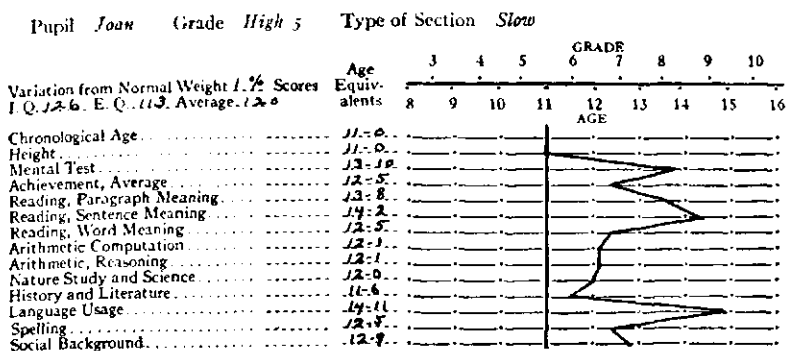 Pupil Joan Grade High 5 Type of Section Slow
GRADE
3 4 5 6 7 8 9 10
Variation from Normal Weight 1.% Scores
I. Q. 126. E. Q. 113. Average. 120
Age Equiv- alents
8 9 10 11 12 13 14 15 16
AGE
Chronological Age 11-0
Height 11-0
Mental Test 13-10
Achievement, Average 12-5
Reading, Paragraph Meaning 13-8
Reading, Sentence Meaning 14-2
Reading, Word Meaning 12-5
Arithmetic Computation 12-1
Arithmetic, Reasoning 12-1
Nature Study and Science 12-0
History and Literature 11-6
Language Usage 14-11
Spelling 12-5
Social Background 12-9